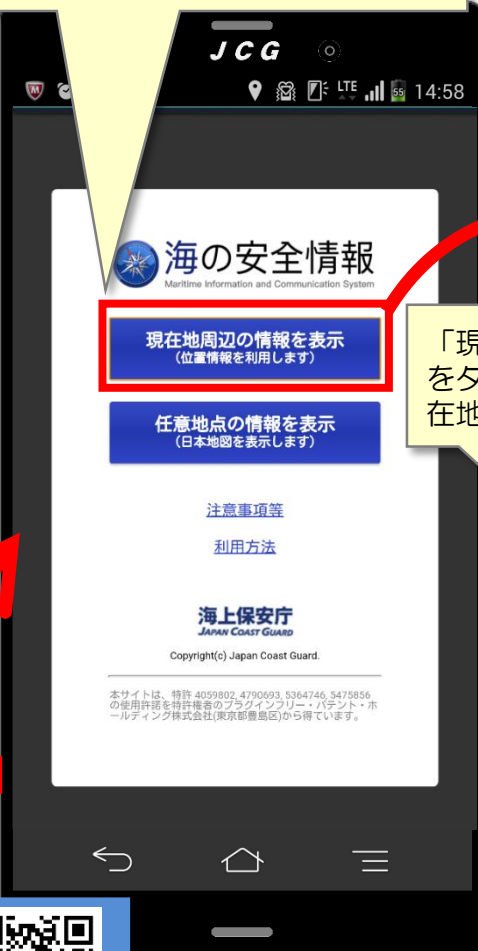 JCG
LTE 55 14:58
海の安全情報
Maritime Information and Communication System
現在地周辺の情報を表示
（位置情報を利用します）
「現
をタ
在地
任意地点の情報を表示
（日本地図を表示します）
注意事項等
利用方法
海上保安庁
JAPAN COAST GUARD
Copyright(c) Japan Coast Guard.
本サイトは、特許 4059802, 4790693, 5364746, 5475856
の使用許諾を特許権者のプラグインフリー・パテント・ホ
ールディング株式会社(東京都豊島区)から得ています。